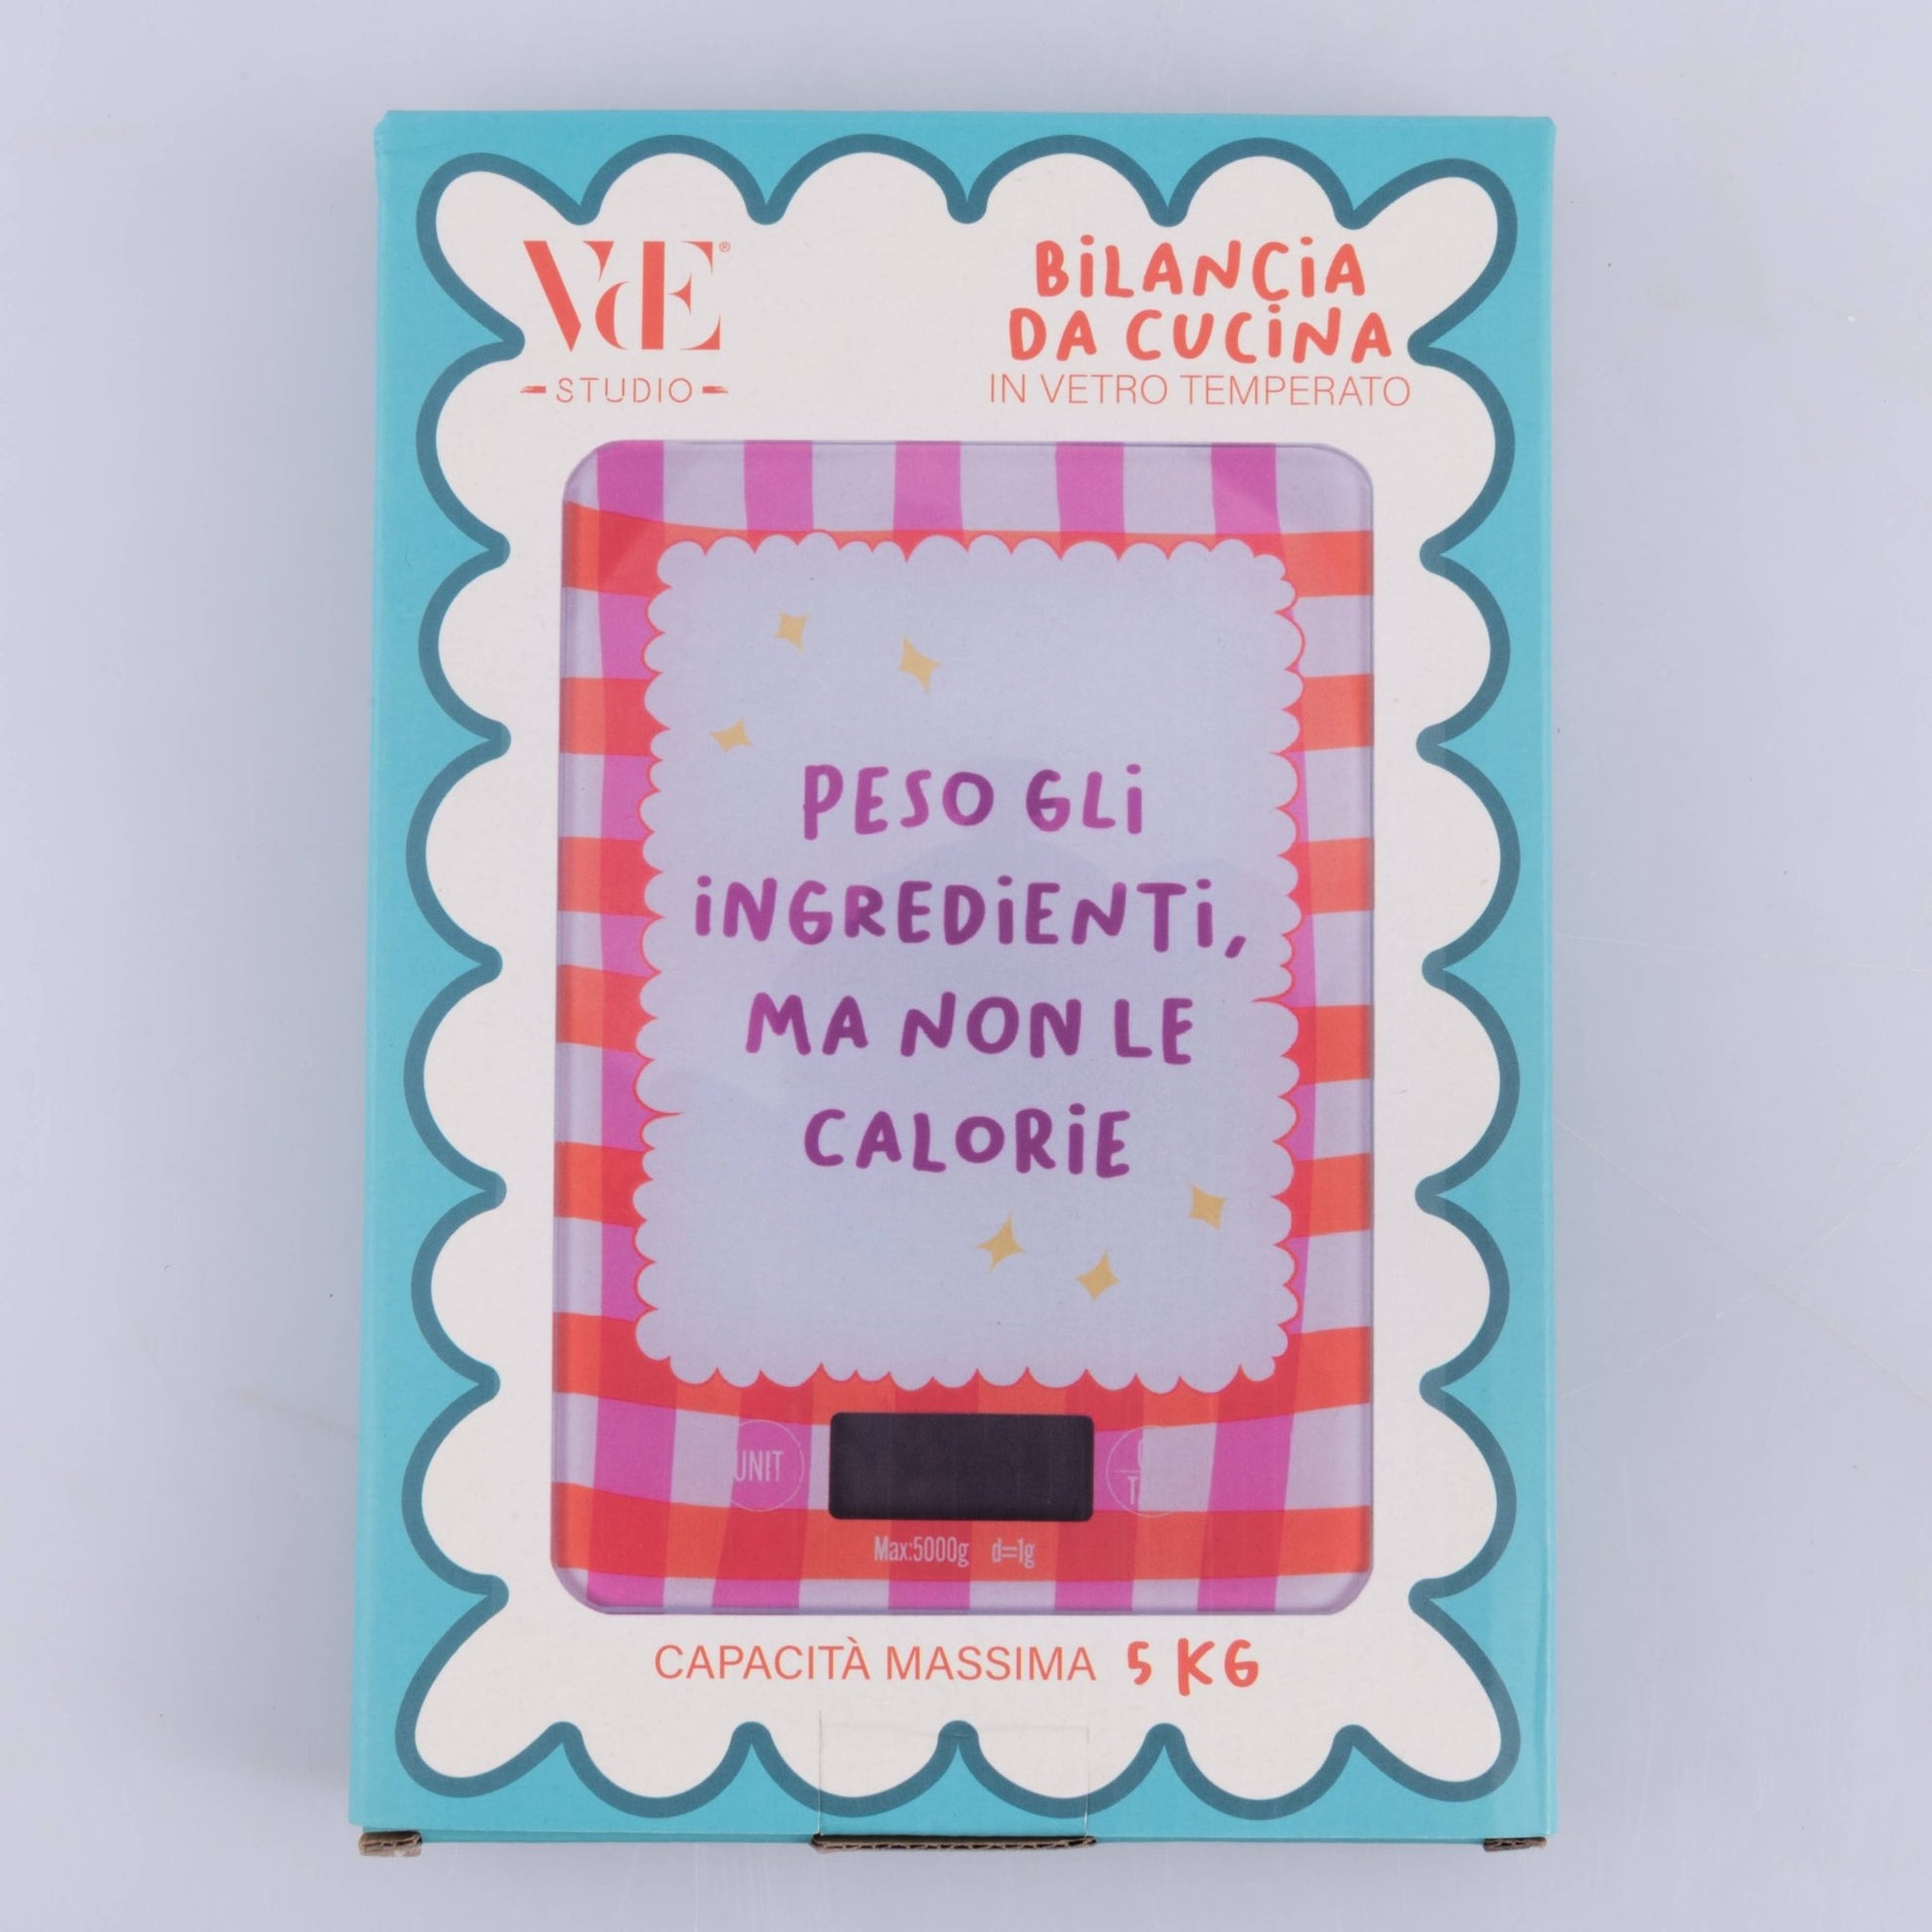 VdE®
STUDIO
BiLANCiA
DA CUCiNA
IN VETRO TEMPERATO
PESO GLi
iNGREDiENTi,
MA NON LE
CALORiE
UNIT
Max:5000g d=1g
CAPACITÀ MASSIMA 5 KG